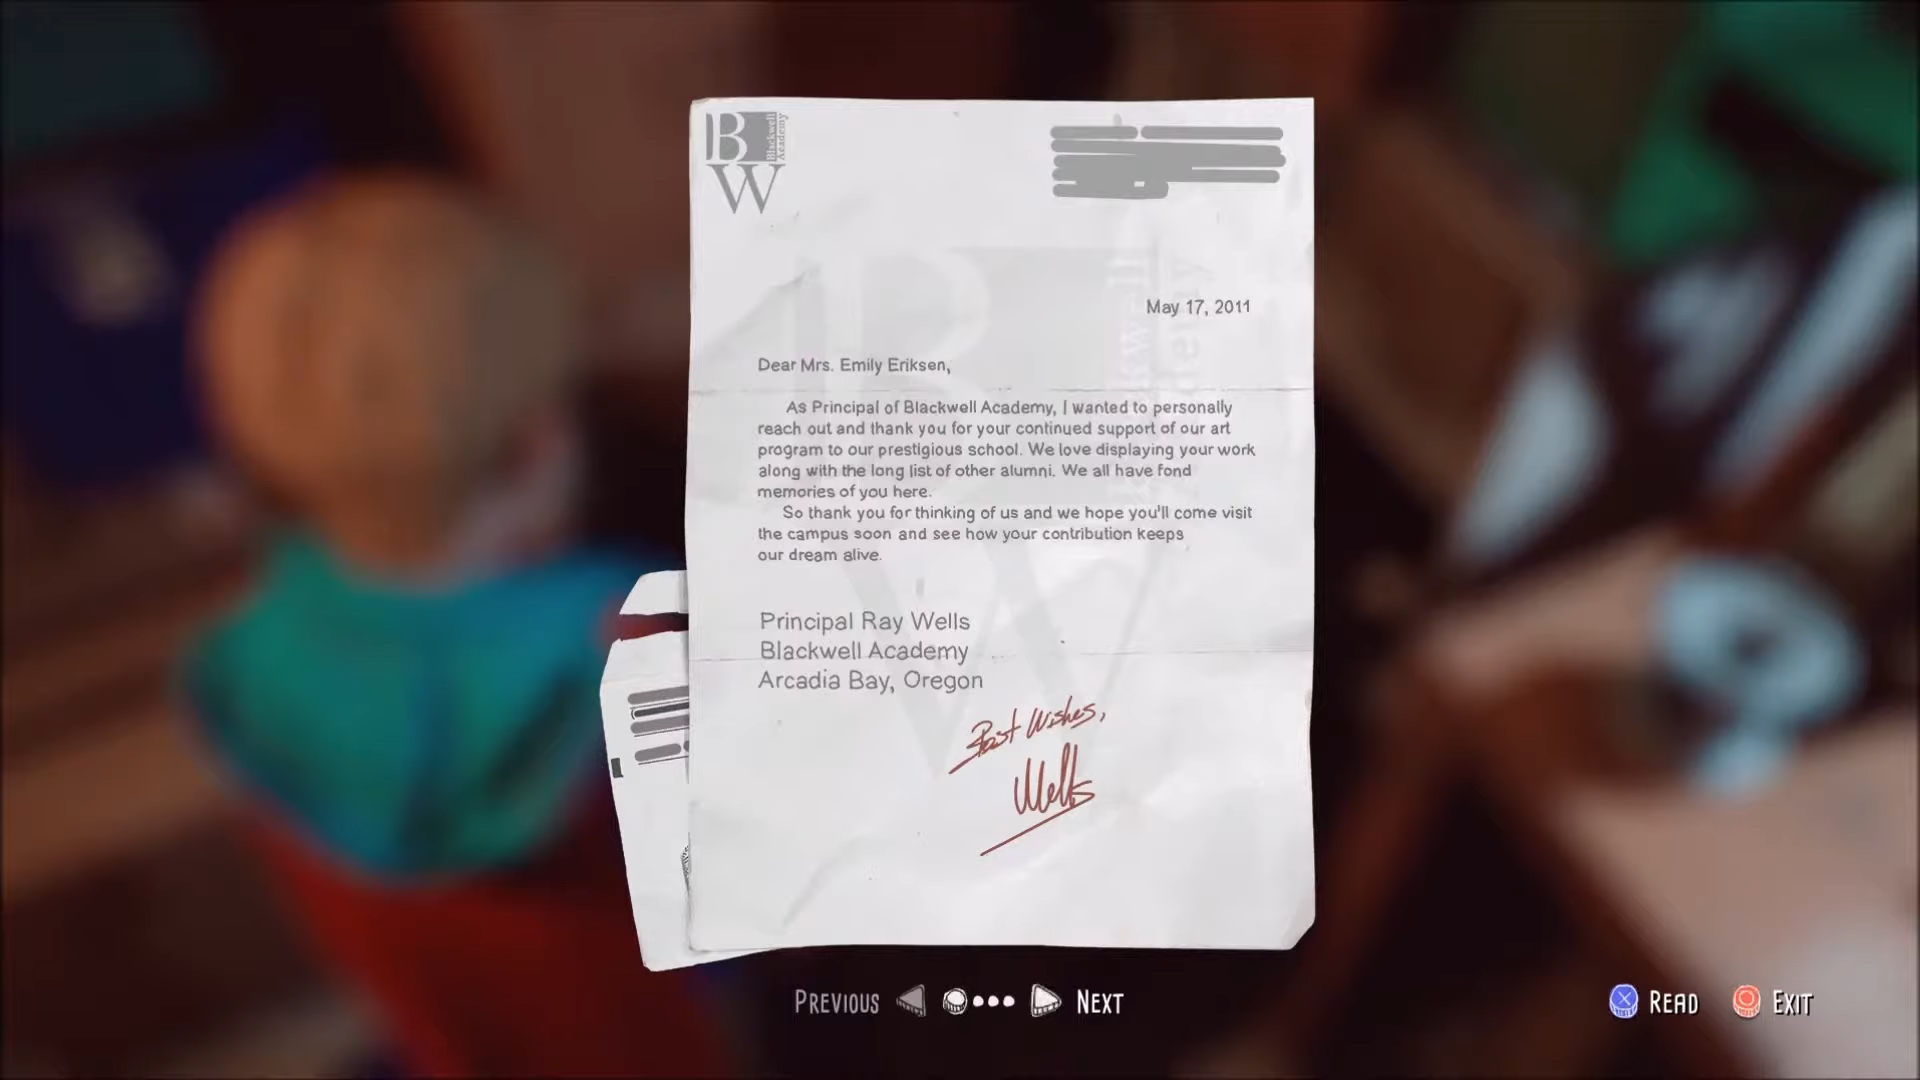 B
Blackwell
Academy
W
May 17, 2011
Dear Mrs. Emily Eriksen,
As Principal of Blackwell Academy, I wanted to personally
reach out and thank you for your continued support of our art
program to our prestigious school. We love displaying your work
along with the long list of other alumni. We all have fond
memories of you here.
So thank you for thinking of us and we hope you'll come visit
the campus soon and see how your contribution keeps
our dream alive.
Principal Ray Wells
Blackwell Academy
Arcadia Bay, Oregon
Best Wishes,
Wells
PREVIOUS NEXT
READ EXIT